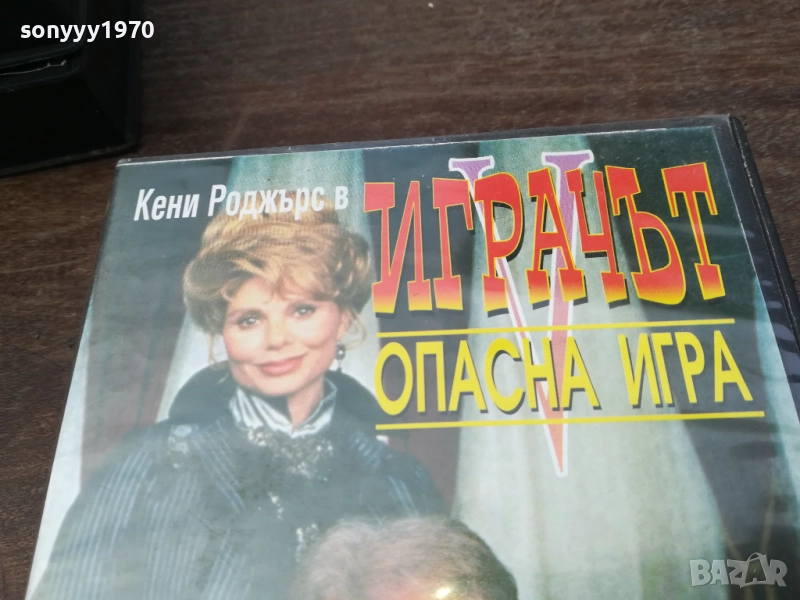 sonyyy1970
Кени Роджърс в
ИГРАЧЪТ
V
ОПАСНА ИГРА
BAZAR